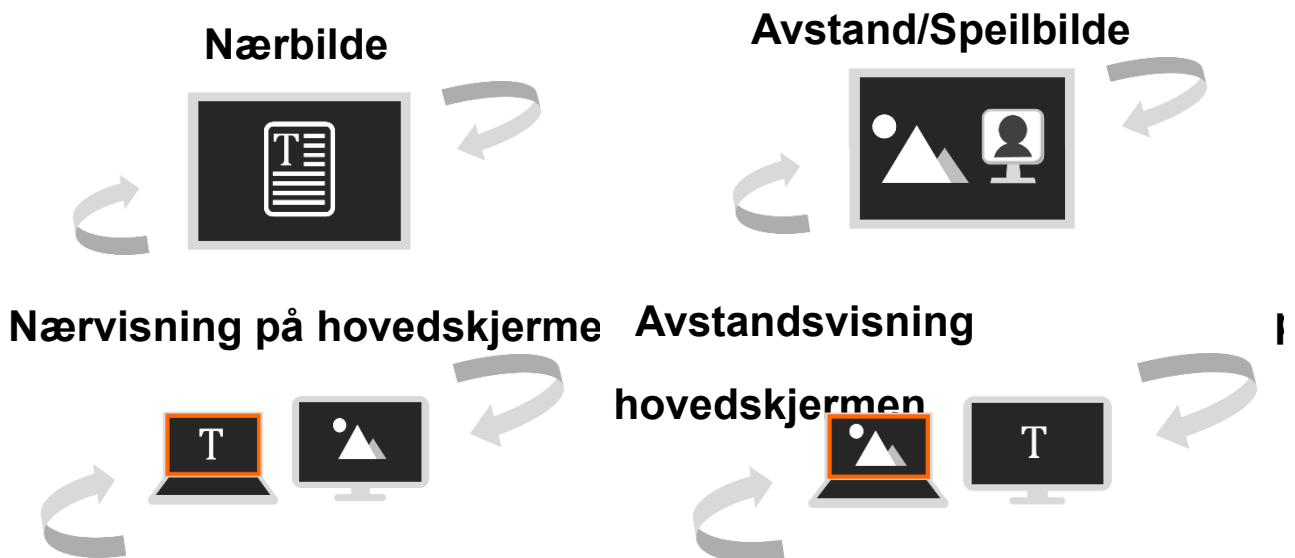 Nærbilde
Avstand/Speilbilde
T
Nærvisning på hovedskjerme
Avstandsvisning
hovedskjermen
T
T